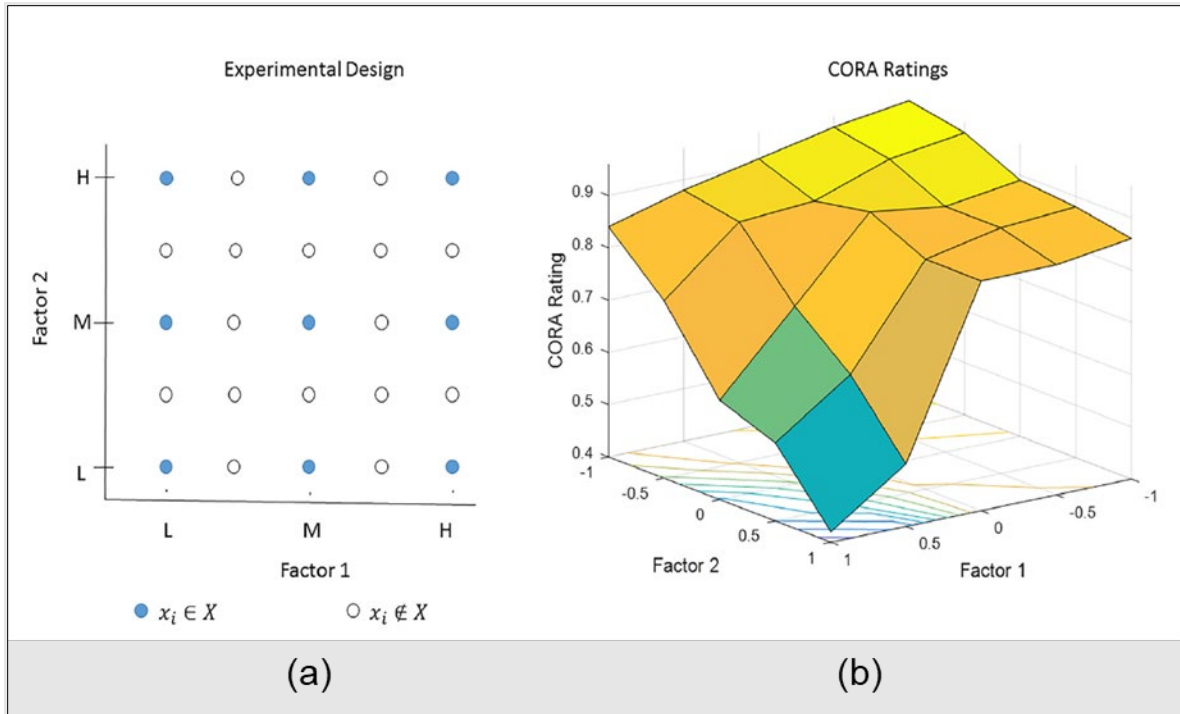 Experimental Design
H
M
L
Factor 2
L M H
Factor 1
x_i ∈ X
x_i ∉ X
CORA Ratings
0.9
0.8
0.7
0.6
0.5
0.4
CORA Rating
-1
-0.5
0
0.5
1
Factor 2
1
0.5
0
-0.5
-1
Factor 1
(a)
(b)